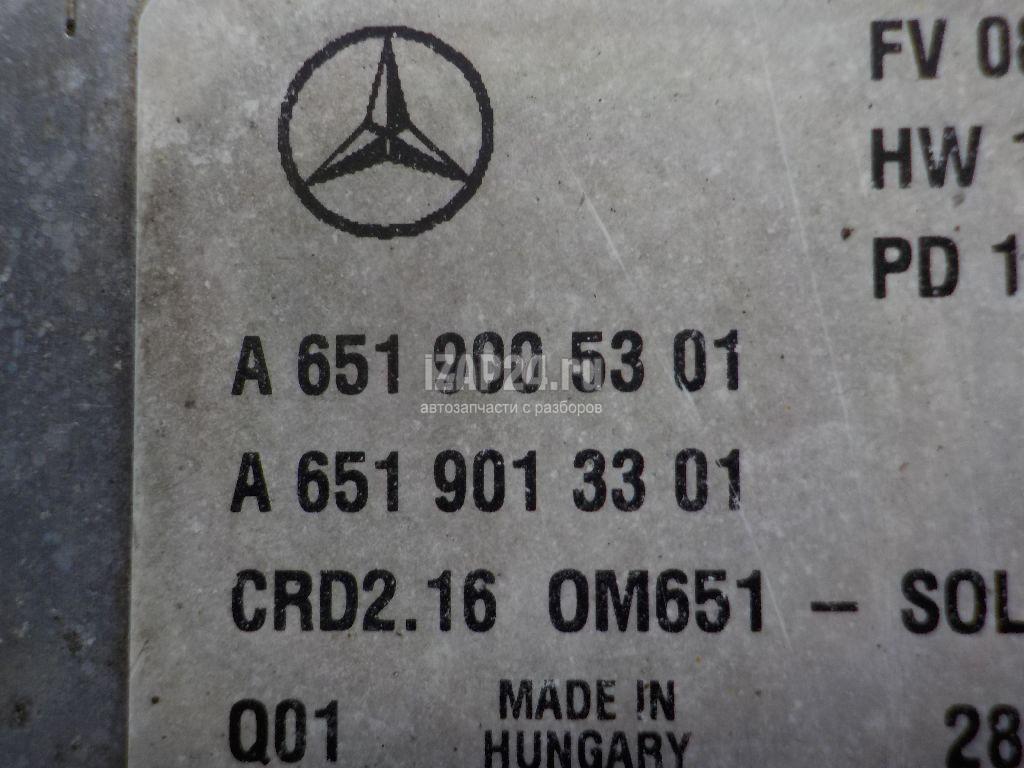 FV 08
HW 1
PD 1
A 651 900 53 01
iZAP24.ru
автозапчасти с разборов
A 651 901 33 01
CRD2.16 OM651 – SOL
Q01
MADE IN
HUNGARY
28